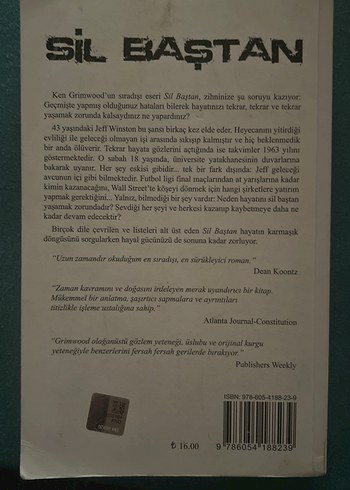 SİL BAŞTAN
Ken Grimwood'un sıradışı eseri Sil Baştan, zihninize şu soruyu kazıyor:
Geçmişte yapmış olduğunuz hataları bilerek hayatınızı tekrar, tekrar ve tekrar
yaşamak zorunda kalsaydınız ne yapardınız?
43 yaşındaki Jeff Winston bu şansı birkaç kez elde eder. Heyecanını yitirdiği
evliliği ile geleceği olmayan işi arasında sıkışıp kalmıştır ve hiç beklenmedik
bir anda ölüverir. Tekrar hayata gözlerini açtığında ise takvimler 1963 yılını
göstermektedir. O sabah 18 yaşında, üniversite yatakhanesinin duvarlarına
bakarak uyanır. Her şey eskisi gibidir... tek bir fark dışında: Jeff geleceği
avcunun içi gibi bilmektedir. Futbol ligi final maçlarından at yarışlarına kadar
kimin kazanacağını, Wall Street'te köşeyi dönmek için hangi şirketlere yatırım
yapmak gerektiğini... Yalnız, bilmediği bir şey vardır: Neden hayatını sil baştan
yaşamak zorundadır? Sevdiği her şeyi ve herkesi kazanıp kaybetmeye daha ne
kadar devam edecektir?
Birçok dile çevrilen ve listeleri alt üst eden Sil Baştan hayatın karmaşık
döngüsünü sorgularken hayal gücünüzü de sonuna kadar zorluyor.
"Uzun zamandır okuduğum en sıradışı, en sürükleyici roman."
Dean Koontz
"Zaman kavramını ve doğasını irdeleyen merak uyandırıcı bir kitap.
Mükemmel bir anlatıma, şaşırtıcı sapmalara ve ayrıntıları
titizlikle işleme ustalığına sahip."
Atlanta Journal-Constitution
"Grimwood olağanüstü gözlem yeteneği, üslubu ve orijinal kurgu
yeteneğiyle benzerlerini fersah fersah gerilerde bırakıyor."
Publishers Weekly
ISBN: 978-605-4188-23-9
₺ 16.00
9 786054 188239